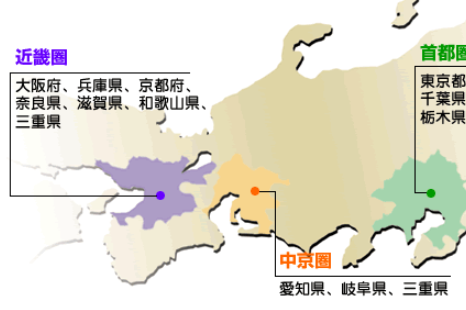 近畿圏
大阪府、兵庫県、京都府、
奈良県、滋賀県、和歌山県、
三重県
首都圏
東京都
千葉県
栃木県
中京圏
愛知県、岐阜県、三重県